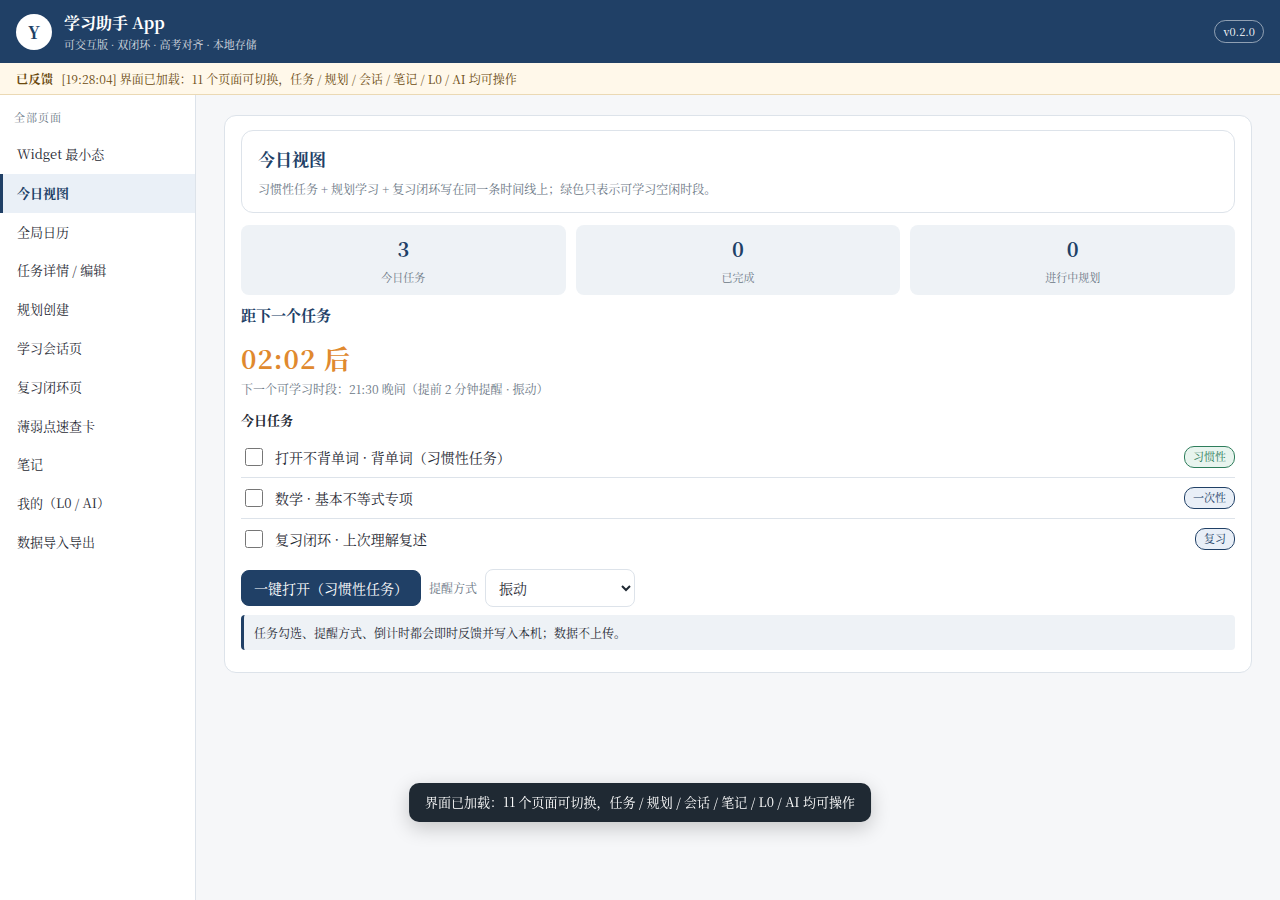 Y
学习助手 App
可交互版 · 双闭环 · 高考对齐 · 本地存储
v0.2.0
已反馈 [19:28:04] 界面已加载：11 个页面可切换，任务 / 规划 / 会话 / 笔记 / L0 / AI 均可操作
全部页面
Widget 最小态
今日视图
全局日历
任务详情 / 编辑
规划创建
学习会话页
复习闭环页
薄弱点速查卡
笔记
我的（L0 / AI）
数据导入导出
今日视图
习惯性任务 + 规划学习 + 复习闭环写在同一条时间线上；绿色只表示可学习空闲时段。
3
今日任务
0
已完成
0
进行中规划
距下一个任务
02:02 后
下一个可学习时段：21:30 晚间（提前 2 分钟提醒 · 振动）
今日任务
打开不背单词 · 背单词（习惯性任务）
习惯性
数学 · 基本不等式专项
一次性
复习闭环 · 上次理解复述
复习
一键打开（习惯性任务） 提醒方式 振动
任务勾选、提醒方式、倒计时都会即时反馈并写入本机；数据不上传。
界面已加载：11 个页面可切换，任务 / 规划 / 会话 / 笔记 / L0 / AI 均可操作